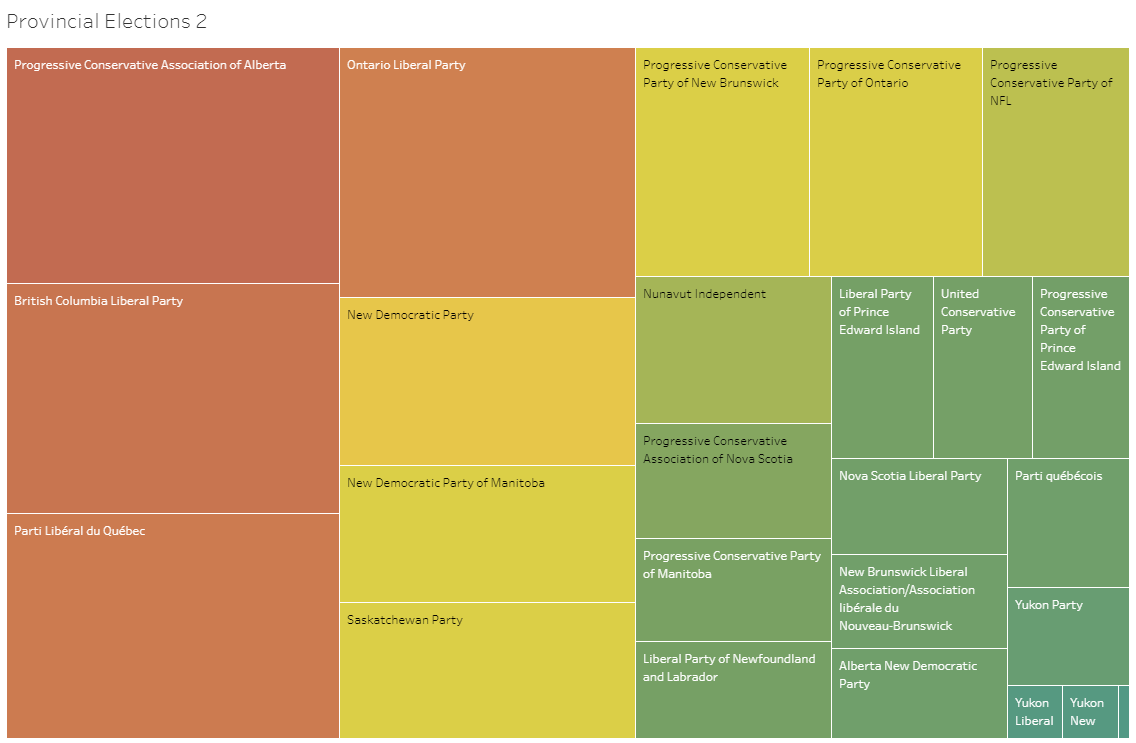 Provincial Elections 2
Progressive Conservative Association of Alberta
British Columbia Liberal Party
Parti Libéral du Québec
Ontario Liberal Party
New Democratic Party
New Democratic Party of Manitoba
Saskatchewan Party
Progressive Conservative
Party of New Brunswick
Progressive Conservative
Party of Ontario
Progressive
Conservative Party of
NFL
Nunavut Independent
Progressive Conservative
Association of Nova Scotia
Progressive Conservative Party
of Manitoba
Liberal Party of Newfoundland
and Labrador
Liberal Party
of Prince
Edward Island
United
Conservative
Party
Progressive
Conservative
Party of
Prince
Edward Island
Nova Scotia Liberal Party
New Brunswick Liberal
Association/Association
libérale du
Nouveau-Brunswick
Alberta New Democratic
Party
Parti québécois
Yukon Party
Yukon
Liberal
Yukon
New